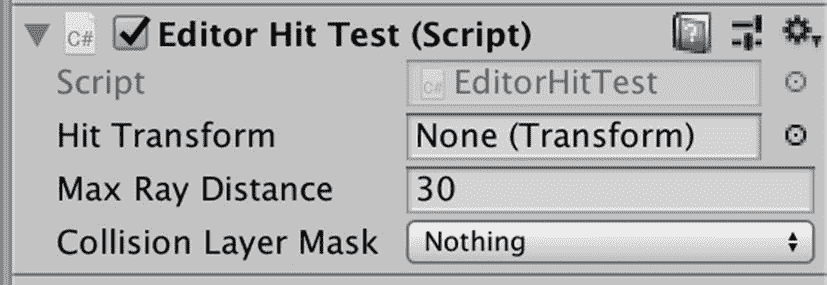 C# Editor Hit Test (Script)
Script C# EditorHitTest
Hit Transform None (Transform)
Max Ray Distance 30
Collision Layer Mask Nothing